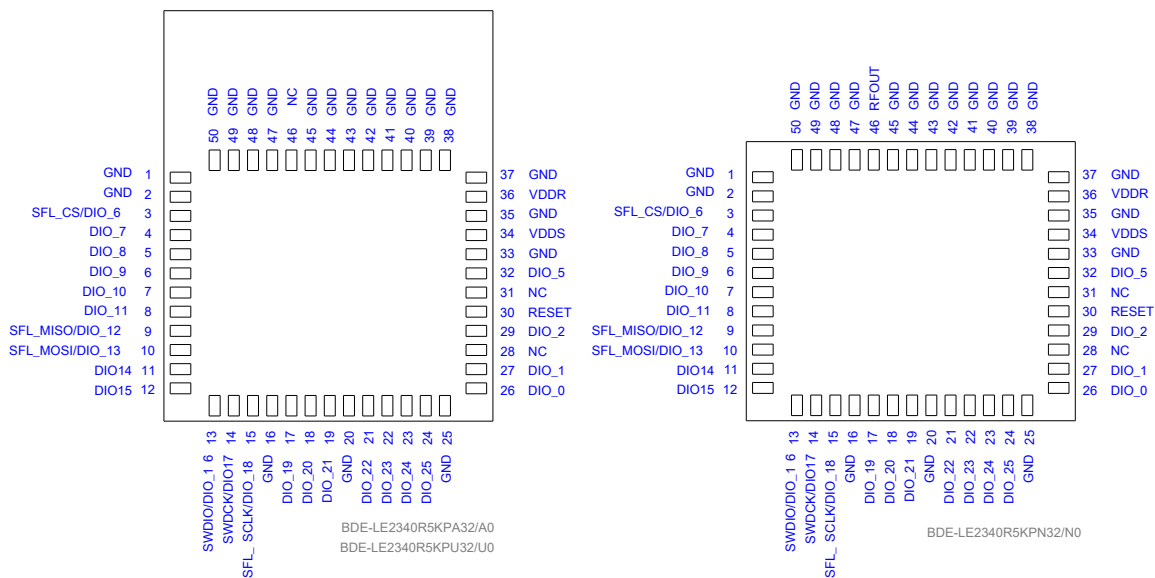 50 GND
49 GND
48 GND
47 GND
46 NC
45 GND
44 GND
43 GND
42 GND
41 GND
40 GND
39 GND
38 GND
GND 1
GND 2
SFL_CS/DIO_6 3
DIO_7 4
DIO_8 5
DIO_9 6
DIO_10 7
DIO_11 8
SFL_MISO/DIO_12 9
SFL_MOSI/DIO_13 10
DIO14 11
DIO15 12
37 GND
36 VDDR
35 GND
34 VDDS
33 GND
32 DIO_5
31 NC
30 RESET
29 DIO_2
28 NC
27 DIO_1
26 DIO_0
SWDIO/DIO_1 6 13
SWDCK/DIO17 14
SFL_ SCLK/DIO_18 15
GND 16
DIO_19 17
DIO_20 18
DIO_21 19
GND 20
DIO_22 21
DIO_23 22
DIO_24 23
DIO_25 24
GND 25
BDE-LE2340R5KPA32/A0
BDE-LE2340R5KPU32/U0
50 GND
49 GND
48 GND
47 GND
46 RFOUT
45 GND
44 GND
43 GND
42 GND
41 GND
40 GND
39 GND
38 GND
GND 1
GND 2
SFL_CS/DIO_6 3
DIO_7 4
DIO_8 5
DIO_9 6
DIO_10 7
DIO_11 8
SFL_MISO/DIO_12 9
SFL_MOSI/DIO_13 10
DIO14 11
DIO15 12
37 GND
36 VDDR
35 GND
34 VDDS
33 GND
32 DIO_5
31 NC
30 RESET
29 DIO_2
28 NC
27 DIO_1
26 DIO_0
SWDIO/DIO_1 6 13
SWDCK/DIO17 14
SFL_ SCLK/DIO_18 15
GND 16
DIO_19 17
DIO_20 18
DIO_21 19
GND 20
DIO_22 21
DIO_23 22
DIO_24 23
DIO_25 24
GND 25
BDE-LE2340R5KPN32/N0